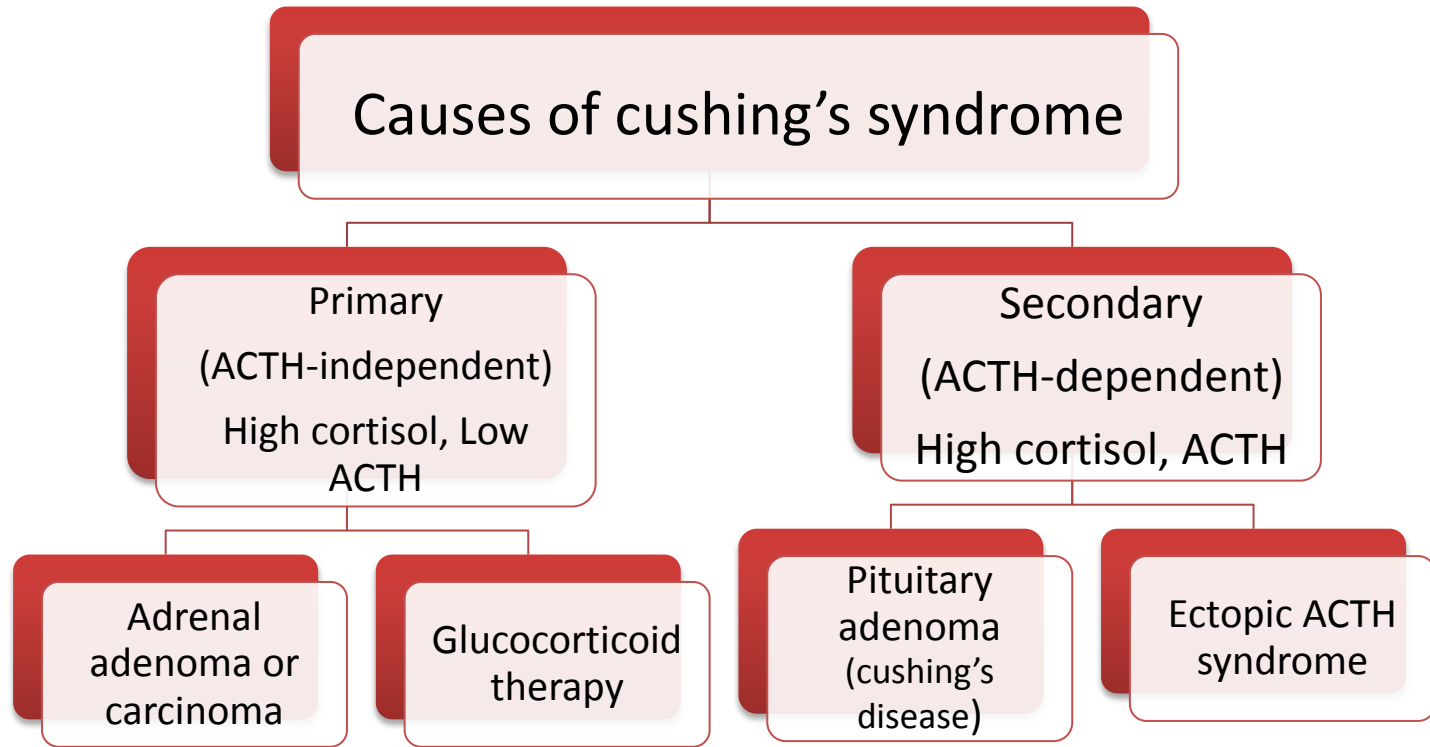 Causes of cushing’s syndrome
Primary
(ACTH-independent)
High cortisol, Low
ACTH
Secondary
(ACTH-dependent)
High cortisol, ACTH
Adrenal
adenoma or
carcinoma
Glucocorticoid
therapy
Pituitary
adenoma
(cushing’s
disease)
Ectopic ACTH
syndrome